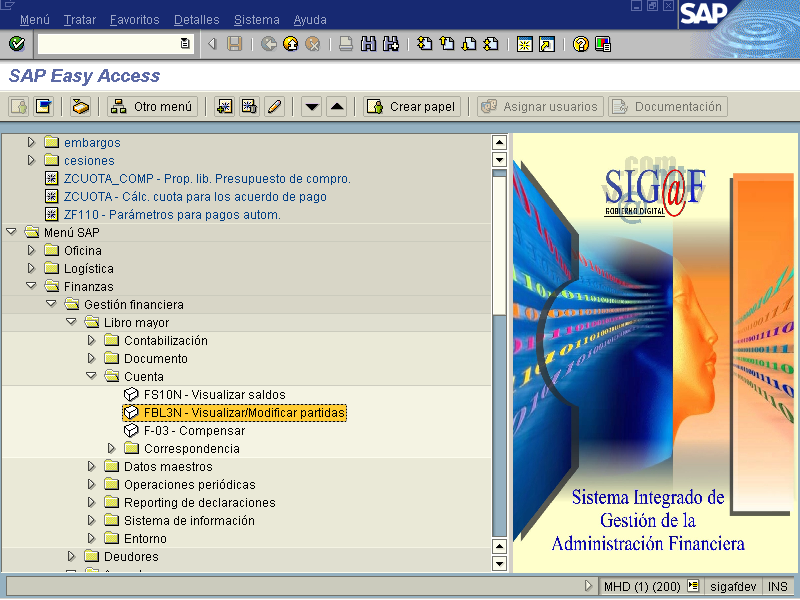 Menú Tratar Favoritos Detalles Sistema Ayuda
SAP
SAP Easy Access
Otro menú Crear papel Asignar usuarios Documentación
embargos
cesiones
ZCUOTA_COMP - Prop. lib. Presupuesto de compro.
ZCUOTA - Cálc. cuota para los acuerdo de pago
ZF110 - Parámetros para pagos autom.
Menú SAP
Oficina
Logística
Finanzas
Gestión financiera
Libro mayor
Contabilización
Documento
Cuenta
FS10N - Visualizar saldos
FBL3N - Visualizar/Modificar partidas
F-03 - Compensar
Correspondencia
Datos maestros
Operaciones periódicas
Reporting de declaraciones
Sistema de información
Entorno
Deudores
SIG@F
GOBIERNO DIGITAL
Sistema Integrado de
Gestión de la
Administración Financiera
MHD (1) (200) sigafdev INS